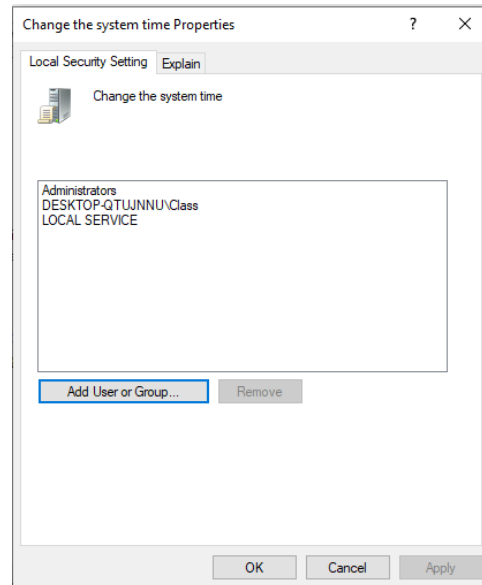 Change the system time Properties
? ×
Local Security Setting Explain
Change the system time
Administrators
DESKTOP-QTUJNNU\Class
LOCAL SERVICE
Add User or Group... Remove
OK Cancel Apply